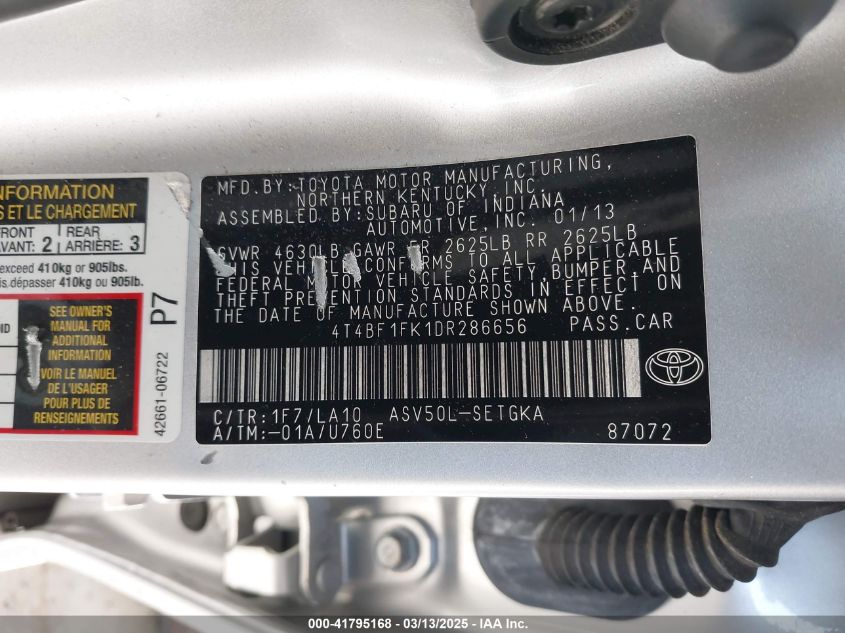 INFORMATION
S ET LE CHARGEMENT
FRONT | REAR
AVANT: 2 | ARRIÈRE: 3
exceed 410kg or 905lbs.
is.dépasser 410kg ou 905lb.
SEE OWNER'S
MANUAL FOR
ADDITIONAL
INFORMATION
VOIR LE MANUEL
DE L'USAGER
POUR PLUS DE
RENSEIGNEMENTS
P7
42661-06722
MFD.BY:TOYOTA MOTOR MANUFACTURING,
NORTHERN KENTUCKY, INC.
ASSEMBLED BY:SUBARU OF INDIANA
AUTOMOTIVE, INC. 01/13
GVWR 4630LB GAWR FR 2625LB RR 2625LB
THIS VEHICLE CONFORMS TO ALL APPLICABLE
FEDERAL MOTOR VEHICLE SAFETY,BUMPER,AND
THEFT PREVENTION STANDARDS IN EFFECT ON
THE DATE OF MANUFACTURE SHOWN ABOVE.
4T4BF1FK1DR286656 PASS.CAR
C/TR:1F7/LA10 ASV50L-SETGKA
A/TM:-01A/U760E 87072
000-41795168 - 03/13/2025 - IAA Inc.